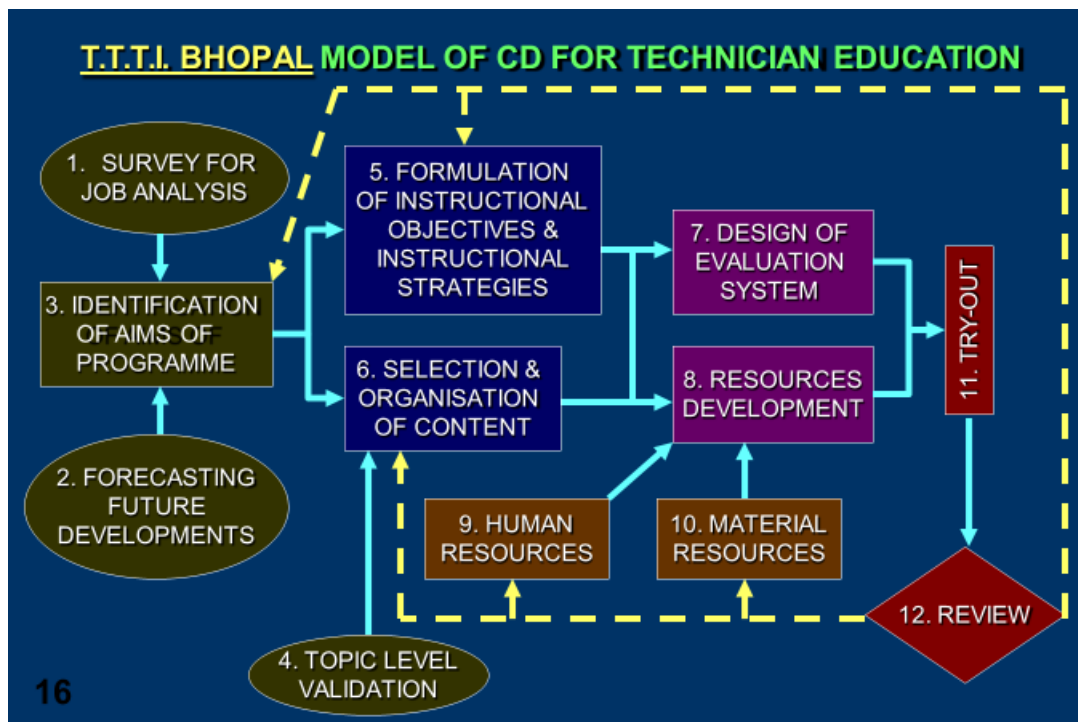 T.T.T.I. BHOPAL MODEL OF CD FOR TECHNICIAN EDUCATION
1. SURVEY FOR
JOB ANALYSIS
2. FORECASTING
FUTURE
DEVELOPMENTS
3. IDENTIFICATION
OF AIMS OF
PROGRAMME
4. TOPIC LEVEL
VALIDATION
5. FORMULATION
OF INSTRUCTIONAL
OBJECTIVES &
INSTRUCTIONAL
STRATEGIES
6. SELECTION &
ORGANISATION
OF CONTENT
7. DESIGN OF
EVALUATION
SYSTEM
8. RESOURCES
DEVELOPMENT
9. HUMAN
RESOURCES
10. MATERIAL
RESOURCES
11. TRY-OUT
12. REVIEW
16